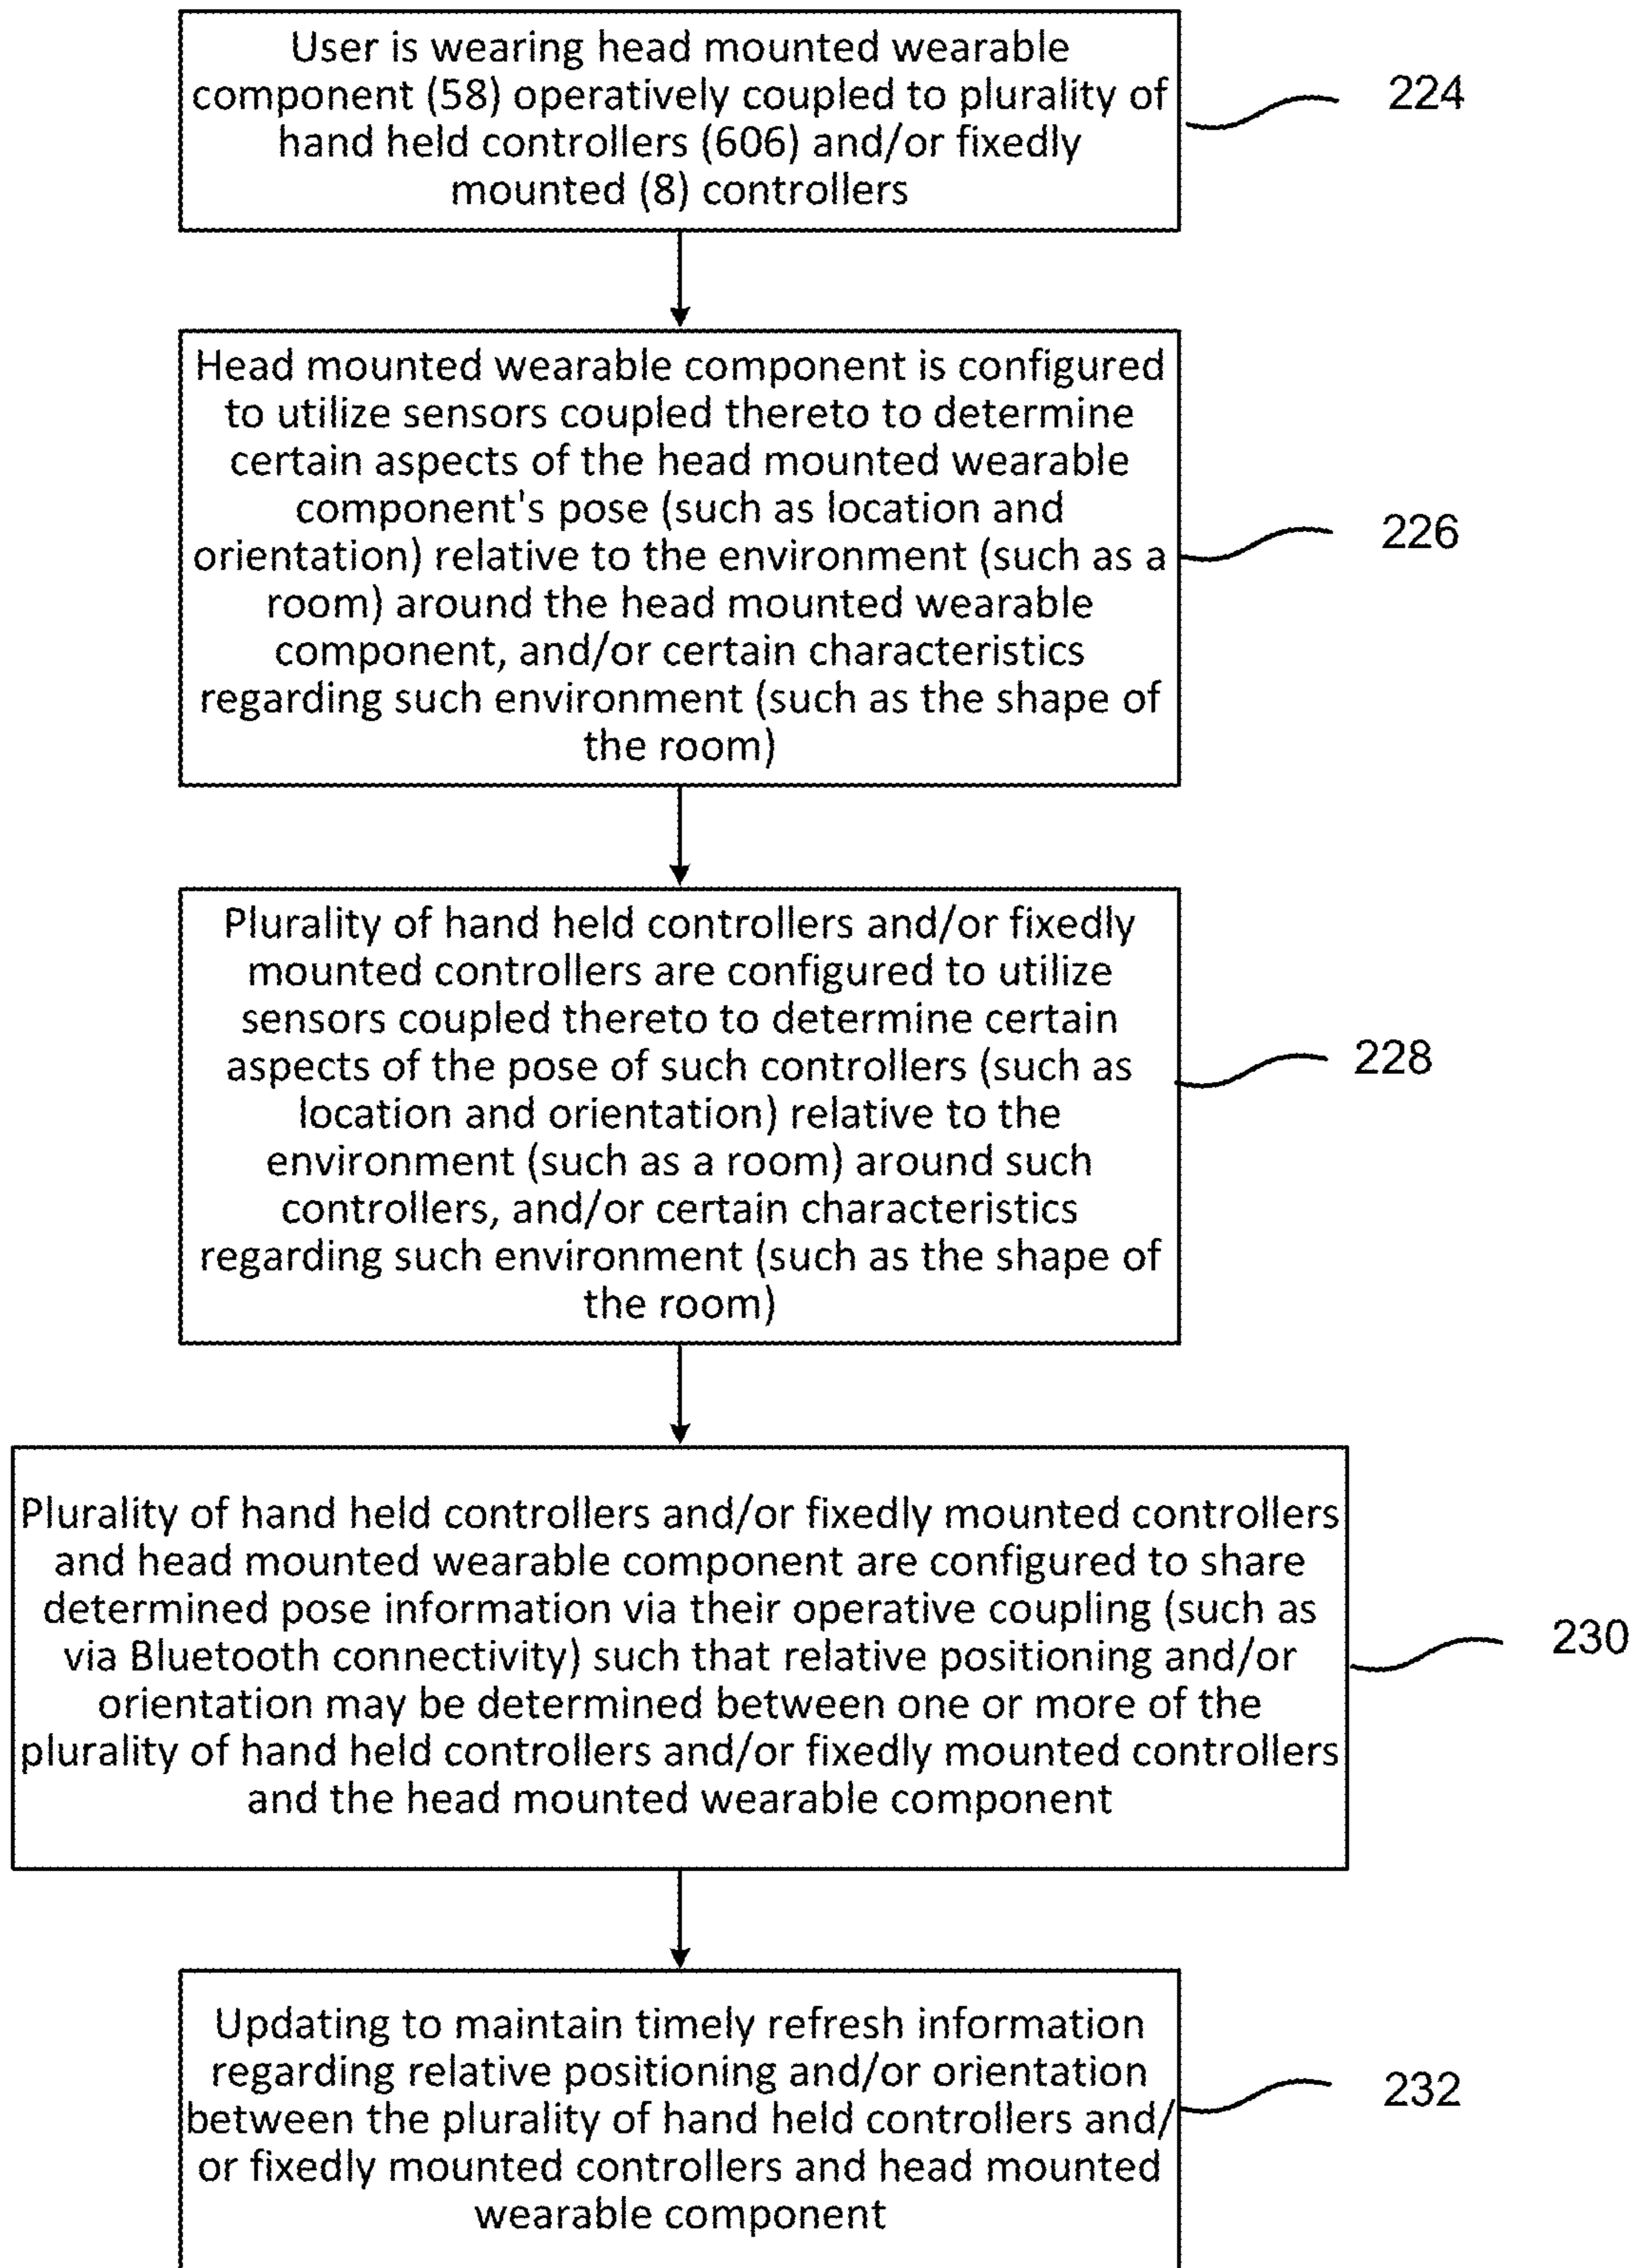 User is wearing head mounted wearable
component (58) operatively coupled to plurality of
hand held controllers (606) and/or fixedly
mounted (8) controllers
224
Head mounted wearable component is configured
to utilize sensors coupled thereto to determine
certain aspects of the head mounted wearable
component's pose (such as location and
orientation) relative to the environment (such as a
room) around the head mounted wearable
component, and/or certain characteristics
regarding such environment (such as the shape of
the room)
226
Plurality of hand held controllers and/or fixedly
mounted controllers are configured to utilize
sensors coupled thereto to determine certain
aspects of the pose of such controllers (such as
location and orientation) relative to the
environment (such as a room) around such
controllers, and/or certain characteristics
regarding such environment (such as the shape of
the room)
228
Plurality of hand held controllers and/or fixedly mounted controllers
and head mounted wearable component are configured to share
determined pose information via their operative coupling (such as
via Bluetooth connectivity) such that relative positioning and/or
orientation may be determined between one or more of the
plurality of hand held controllers and/or fixedly mounted controllers
and the head mounted wearable component
230
Updating to maintain timely refresh information
regarding relative positioning and/or orientation
between the plurality of hand held controllers and/
or fixedly mounted controllers and head mounted
wearable component
232